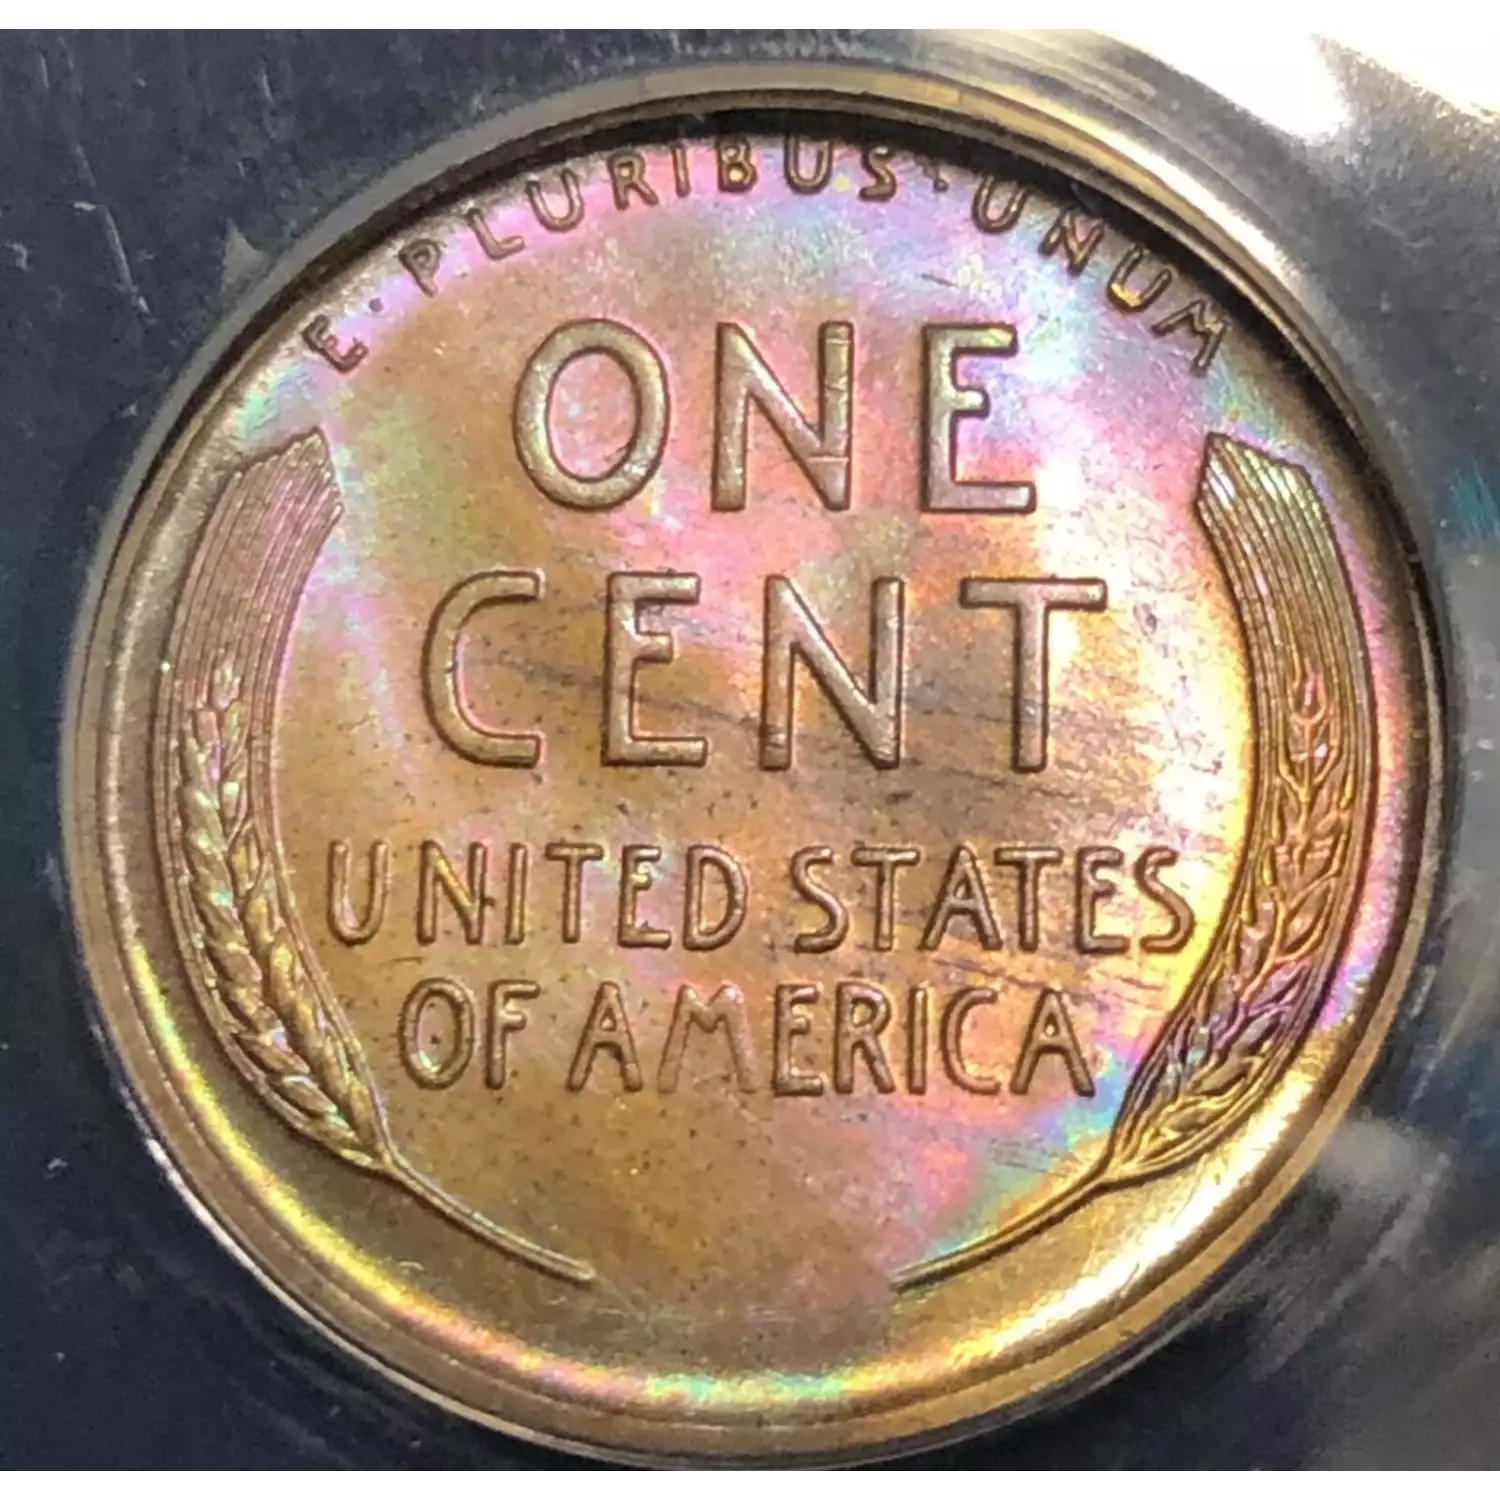 E·PLURIBUS·UNUM
ONE
CENT
UNITED STATES
OF AMERICA